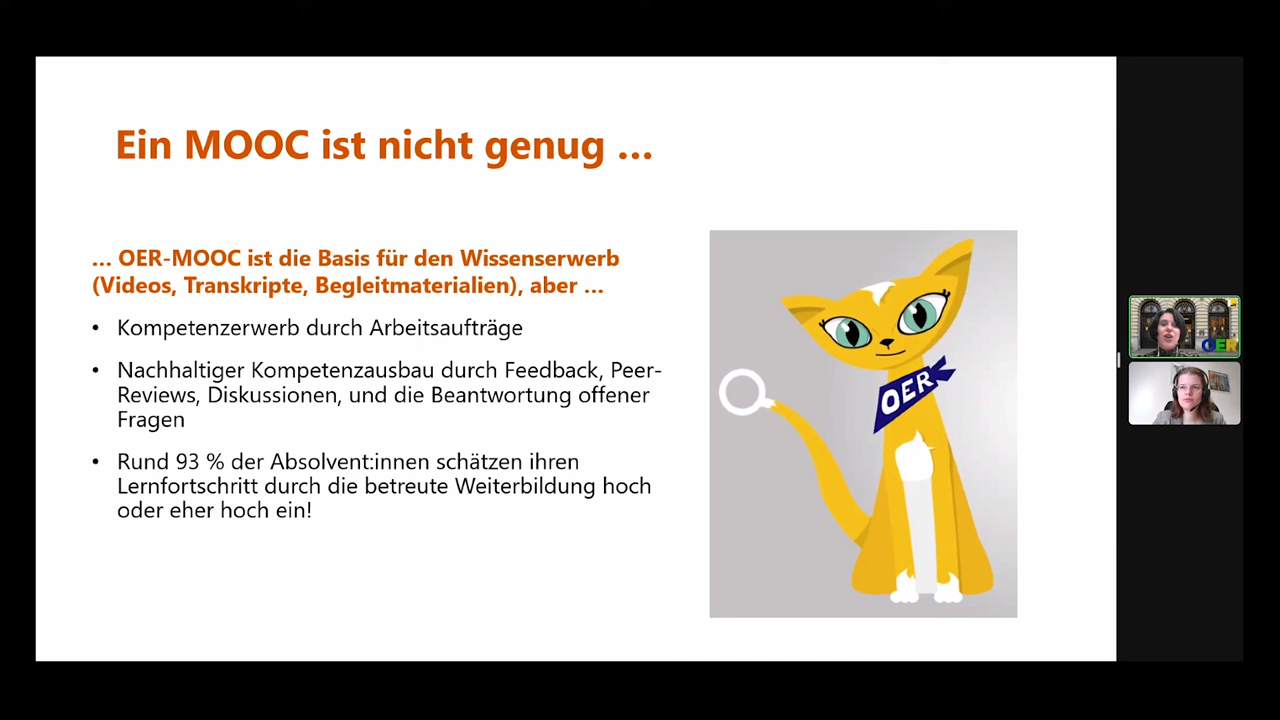 Ein MOOC ist nicht genug ...
... OER-MOOC ist die Basis für den Wissenserwerb
(Videos, Transkripte, Begleitmaterialien), aber ...
• Kompetenzerwerb durch Arbeitsaufträge
• Nachhaltiger Kompetenzausbau durch Feedback, Peer-
Reviews, Diskussionen, und die Beantwortung offener
Fragen
• Rund 93 % der Absolvent:innen schätzen ihren
Lernfortschritt durch die betreute Weiterbildung hoch
oder eher hoch ein!
OER
OER